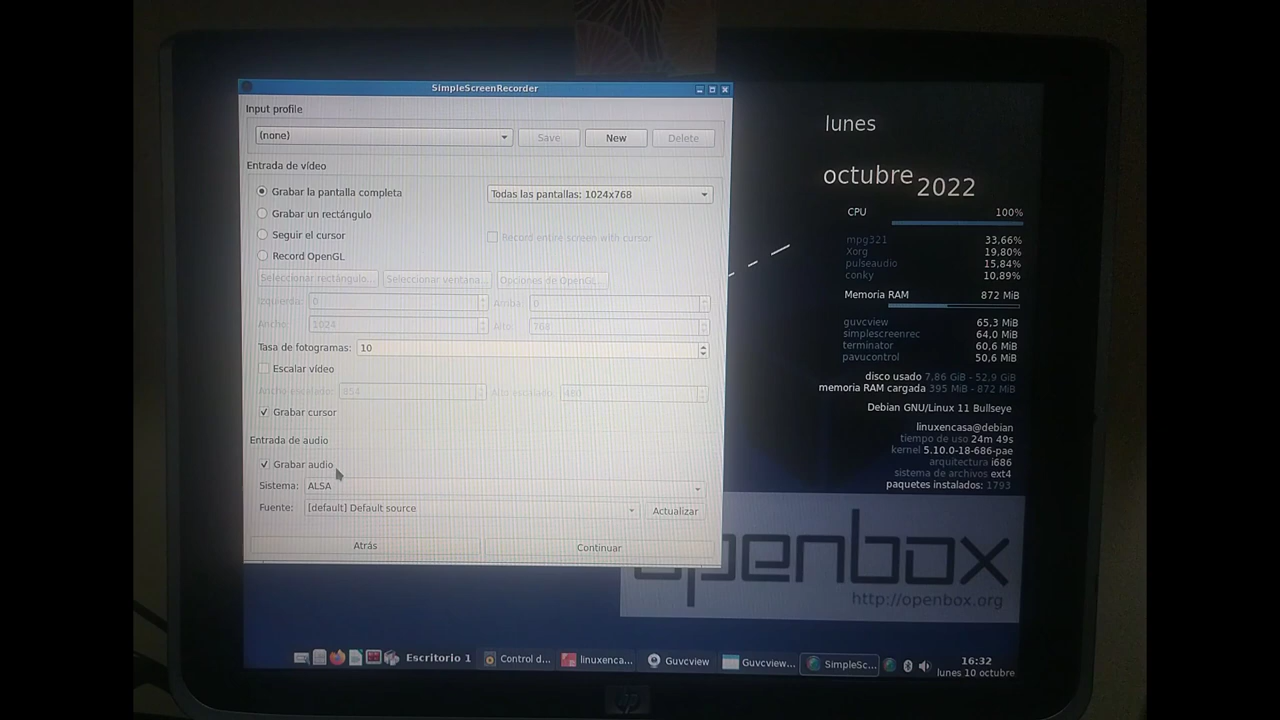 SimpleScreenRecorder
Input profile
(none)
Save
New
Delete
Entrada de vídeo
Grabar la pantalla completa
Todas las pantallas: 1024x768
Grabar un rectángulo
Seguir el cursor
Record entire screen with cursor
Record OpenGL
Seleccionar rectángulo...
Seleccionar ventana...
Opciones de OpenGL...
Izquierda: 0
Arriba: 0
Ancho: 1024
Alto: 768
Tasa de fotogramas: 10
Escalar vídeo
854
Alto escalado:
Grabar cursor
Entrada de audio
Grabar audio
Sistema: ALSA
Fuente: [default] Default source
Actualizar
Atrás
Continuar
lunes
octubre 2022
CPU 100%
mpg321 33,66%
Xorg 19,80%
pulseaudio 15,84%
conky 10,89%
Memoria RAM 872 MiB
guvcview 65,3 MiB
simplescreenrec 64,0 MiB
terminator 60,6 MiB
pavucontrol 50,6 MiB
disco usado 7,86 GiB - 52,9 GiB
memoria RAM cargada 395 MiB - 872 MiB
Debian GNU/Linux 11 Bullseye
linuxencasa@debian
tiempo de uso 24m 49s
kernel 5.10.0-18-686-pae
arquitectura i686
sistema de archivos ext4
paquetes instalados: 1793
openbox
http://openbox.org
Escritorio 1
Control d...
linuxenca...
Guvcview
Guvcview...
SimpleSc...
16:32
lunes 10 octubre
hp